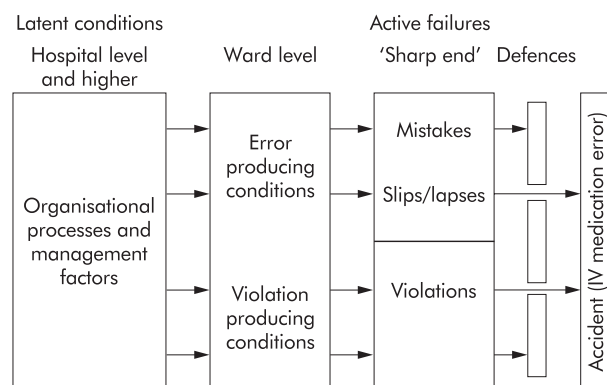 Latent conditions
Active failures
Hospital level
and higher
Ward level
‘Sharp end’
Defences
Organisational
processes and
management
factors
Error
producing
conditions
Violation
producing
conditions
Mistakes
Slips/lapses
Violations
Accident (IV medication error)